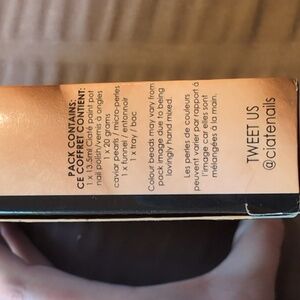 PACK CONTAINS:
CE COFFRET CONTIENT:
1 x 13.5ml Ciaté paint pot
nail polish/vernis à ongles
1 x 20 grams
caviar pearls / micro-perles
1 x funnel / entonnoir
1 x tray / bac
Colour beads may vary from
pack image due to being
lovingly hand mixed.
Les perles de couleurs
peuvent varier par rapport à
l'image car elles sont
mélangées à la main.
TWEET US
@ciatenails